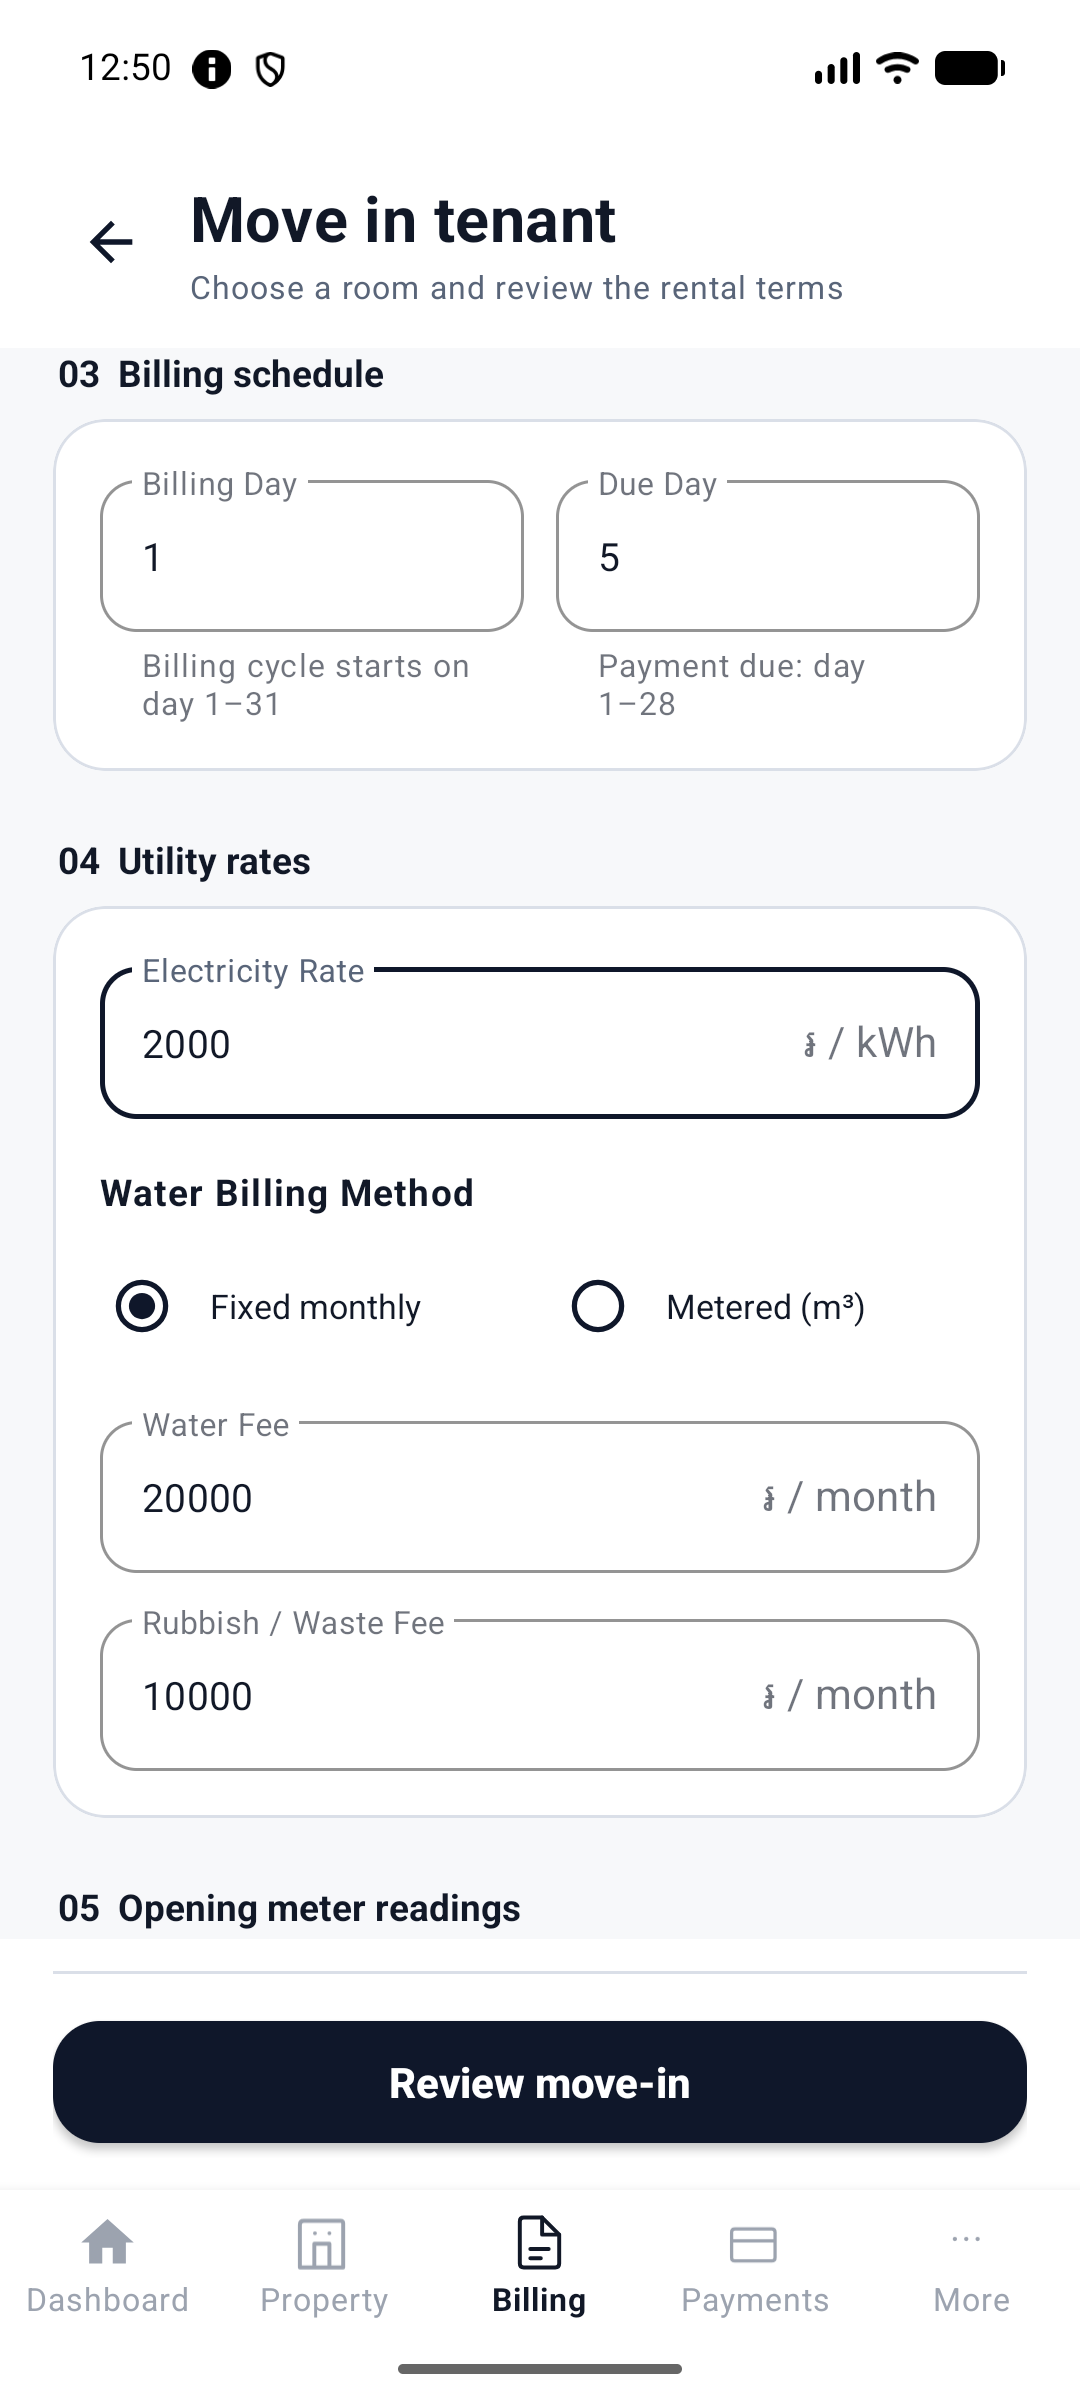 12:50
Move in tenant
Choose a room and review the rental terms
03 Billing schedule
Billing Day
1
Billing cycle starts on
day 1–31
Due Day
5
Payment due: day
1–28
04 Utility rates
Electricity Rate
2000 ៛ / kWh
Water Billing Method
Fixed monthly
Metered (m³)
Water Fee
20000 ៛ / month
Rubbish / Waste Fee
10000 ៛ / month
05 Opening meter readings
Review move-in
Dashboard
Property
Billing
Payments
More